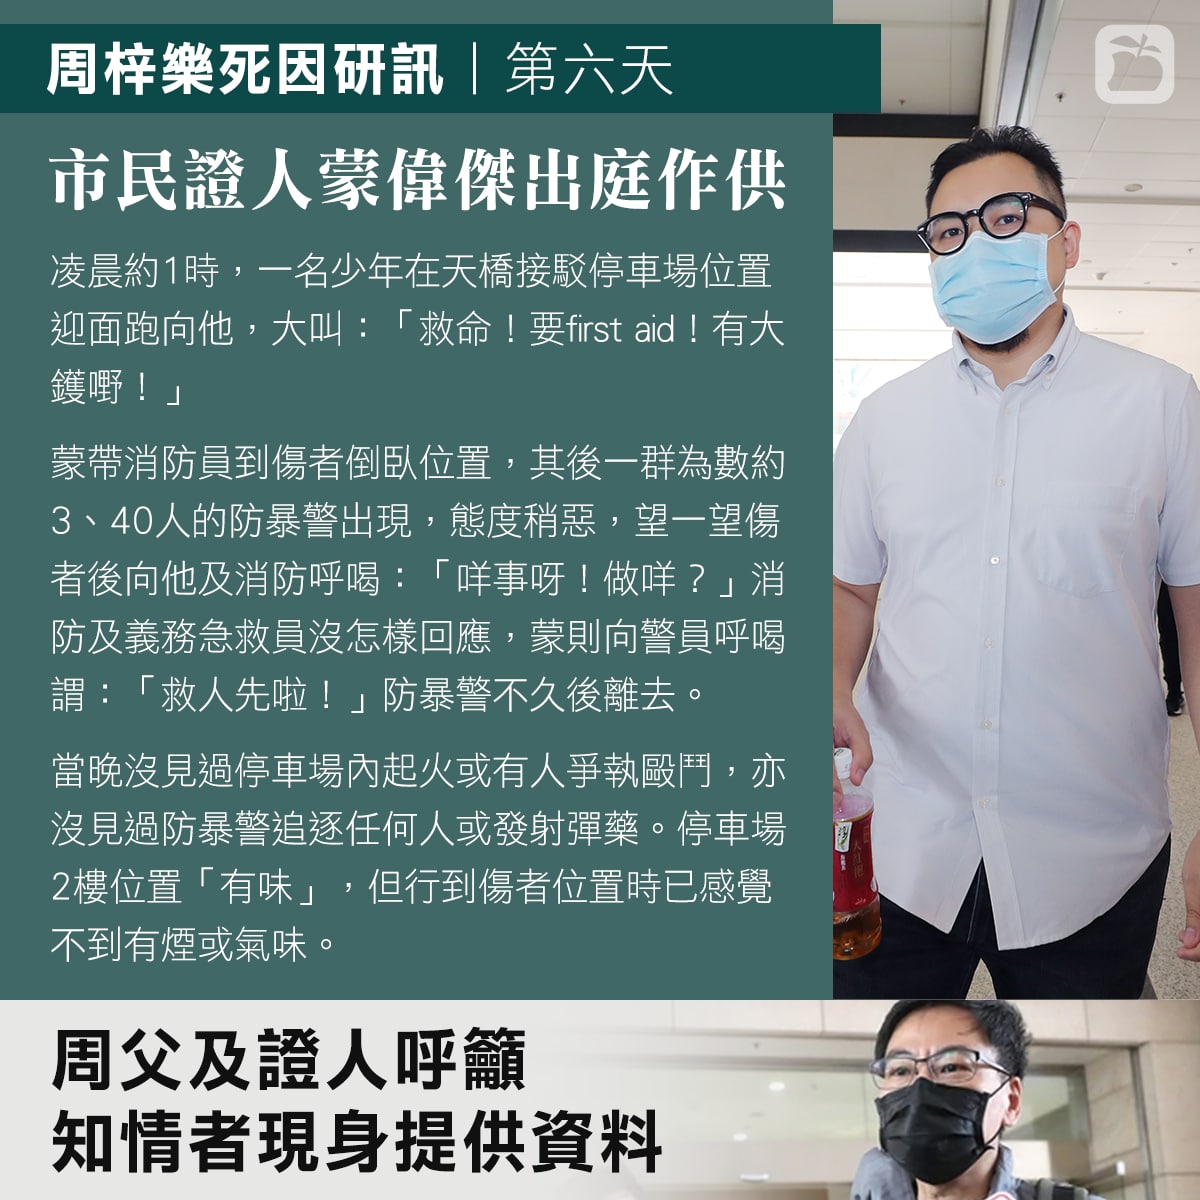 周梓樂死因研訊｜第六天
市民證人蒙偉傑出庭作供
凌晨約1時，一名少年在天橋接駁停車場位置
迎面跑向他，大叫：「救命！要first aid！有大
鑊嘢！」
蒙帶消防員到傷者倒臥位置，其後一群為數約
3、40人的防暴警出現，態度稍惡，望一望傷
者後向他及消防呼喝：「咩事呀！做咩？」消
防及義務急救員沒怎樣回應，蒙則向警員呼喝
謂：「救人先啦！」防暴警不久後離去。
當晚沒見過停車場內起火或有人爭執毆鬥，亦
沒見過防暴警追逐任何人或發射彈藥。停車場
2樓位置「有味」，但行到傷者位置時已感覺
不到有煙或氣味。
周父及證人呼籲
知情者現身提供資料